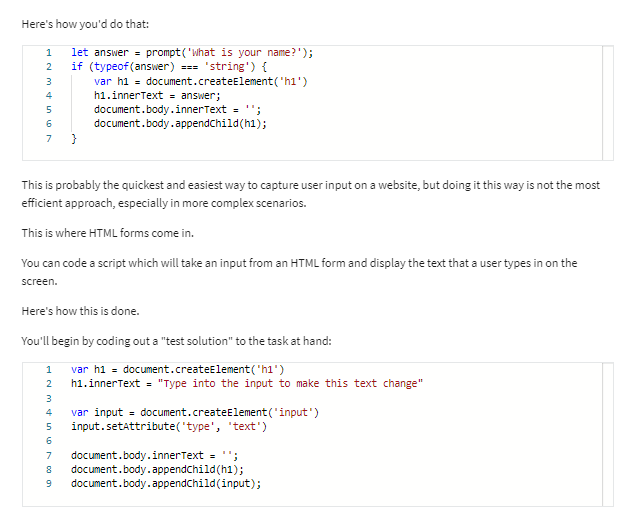 Here's how you'd do that:
1 let answer = prompt('What is your name?');
2 if (typeof(answer) === 'string') {
3 var h1 = document.createElement('h1')
4 h1.innerText = answer;
5 document.body.innerText = '';
6 document.body.appendChild(h1);
7 }
This is probably the quickest and easiest way to capture user input on a website, but doing it this way is not the most
efficient approach, especially in more complex scenarios.
This is where HTML forms come in.
You can code a script which will take an input from an HTML form and display the text that a user types in on the
screen.
Here's how this is done.
You'll begin by coding out a "test solution" to the task at hand:
1 var h1 = document.createElement('h1')
2 h1.innerText = "Type into the input to make this text change"
3
4 var input = document.createElement('input')
5 input.setAttribute('type', 'text')
6
7 document.body.innerText = '';
8 document.body.appendChild(h1);
9 document.body.appendChild(input);